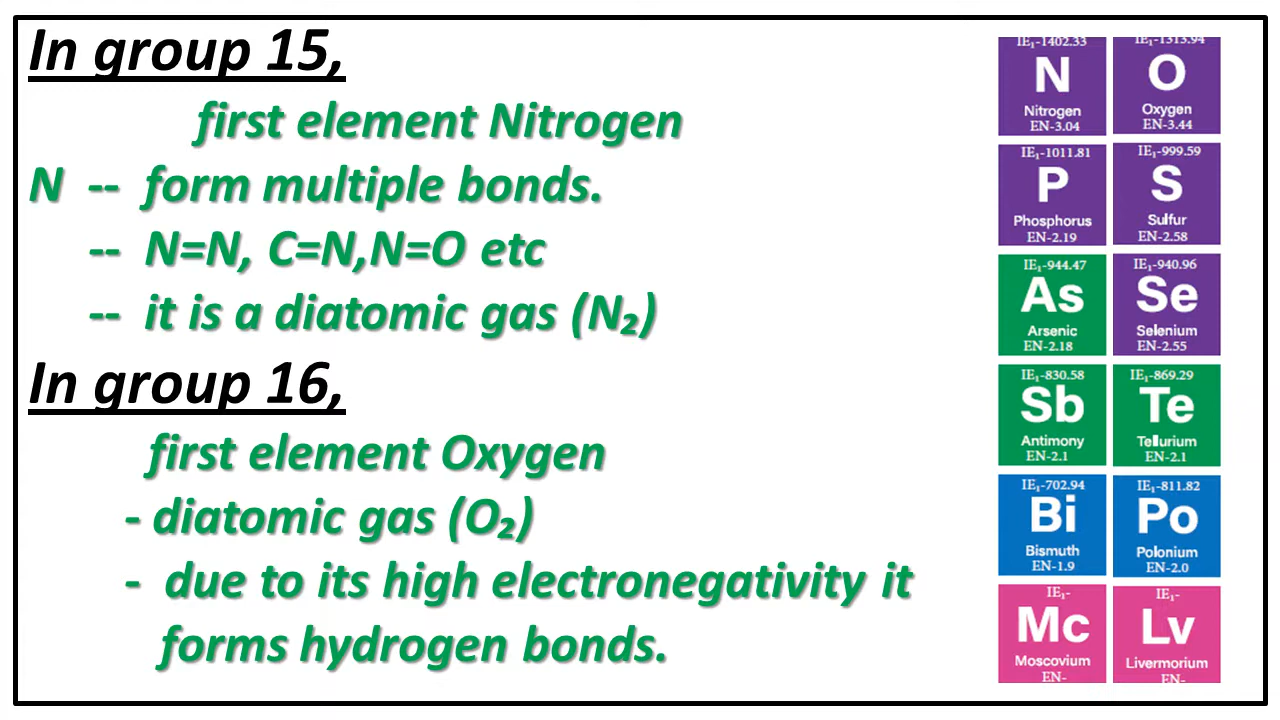 In group 15,
first element Nitrogen
N -- form multiple bonds.
-- N=N, C=N,N=O etc
-- it is a diatomic gas (N₂)
In group 16,
first element Oxygen
- diatomic gas (O₂)
- due to its high electronegativity it
forms hydrogen bonds.
IE₁-1402.33
N
Nitrogen
EN-3.04
IE₁-1313.94
O
Oxygen
EN-3.44
IE₁-1011.81
P
Phosphorus
EN-2.19
IE₁-999.59
S
Sulfur
EN-2.58
IE₁-944.47
As
Arsenic
EN-2.18
IE₁-940.96
Se
Selenium
EN-2.55
IE₁-830.58
Sb
Antimony
EN-2.1
IE₁-869.29
Te
Tellurium
EN-2.1
IE₁-702.94
Bi
Bismuth
EN-1.9
IE₁-811.82
Po
Polonium
EN-2.0
IE₁-
Mc
Moscovium
EN-
IE₁-
Lv
Livermorium
EN-